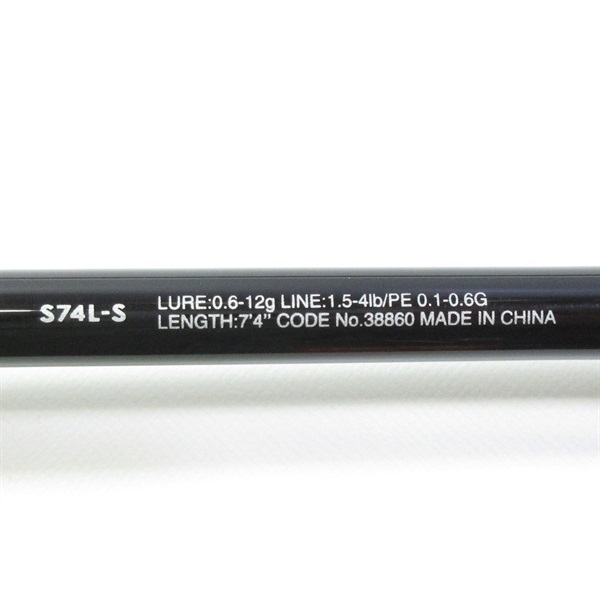 S74L-S
LURE:0.6-12g LINE:1.5-4lb/PE 0.1-0.6G
LENGTH:7'4" CODE No.38860 MADE IN CHINA